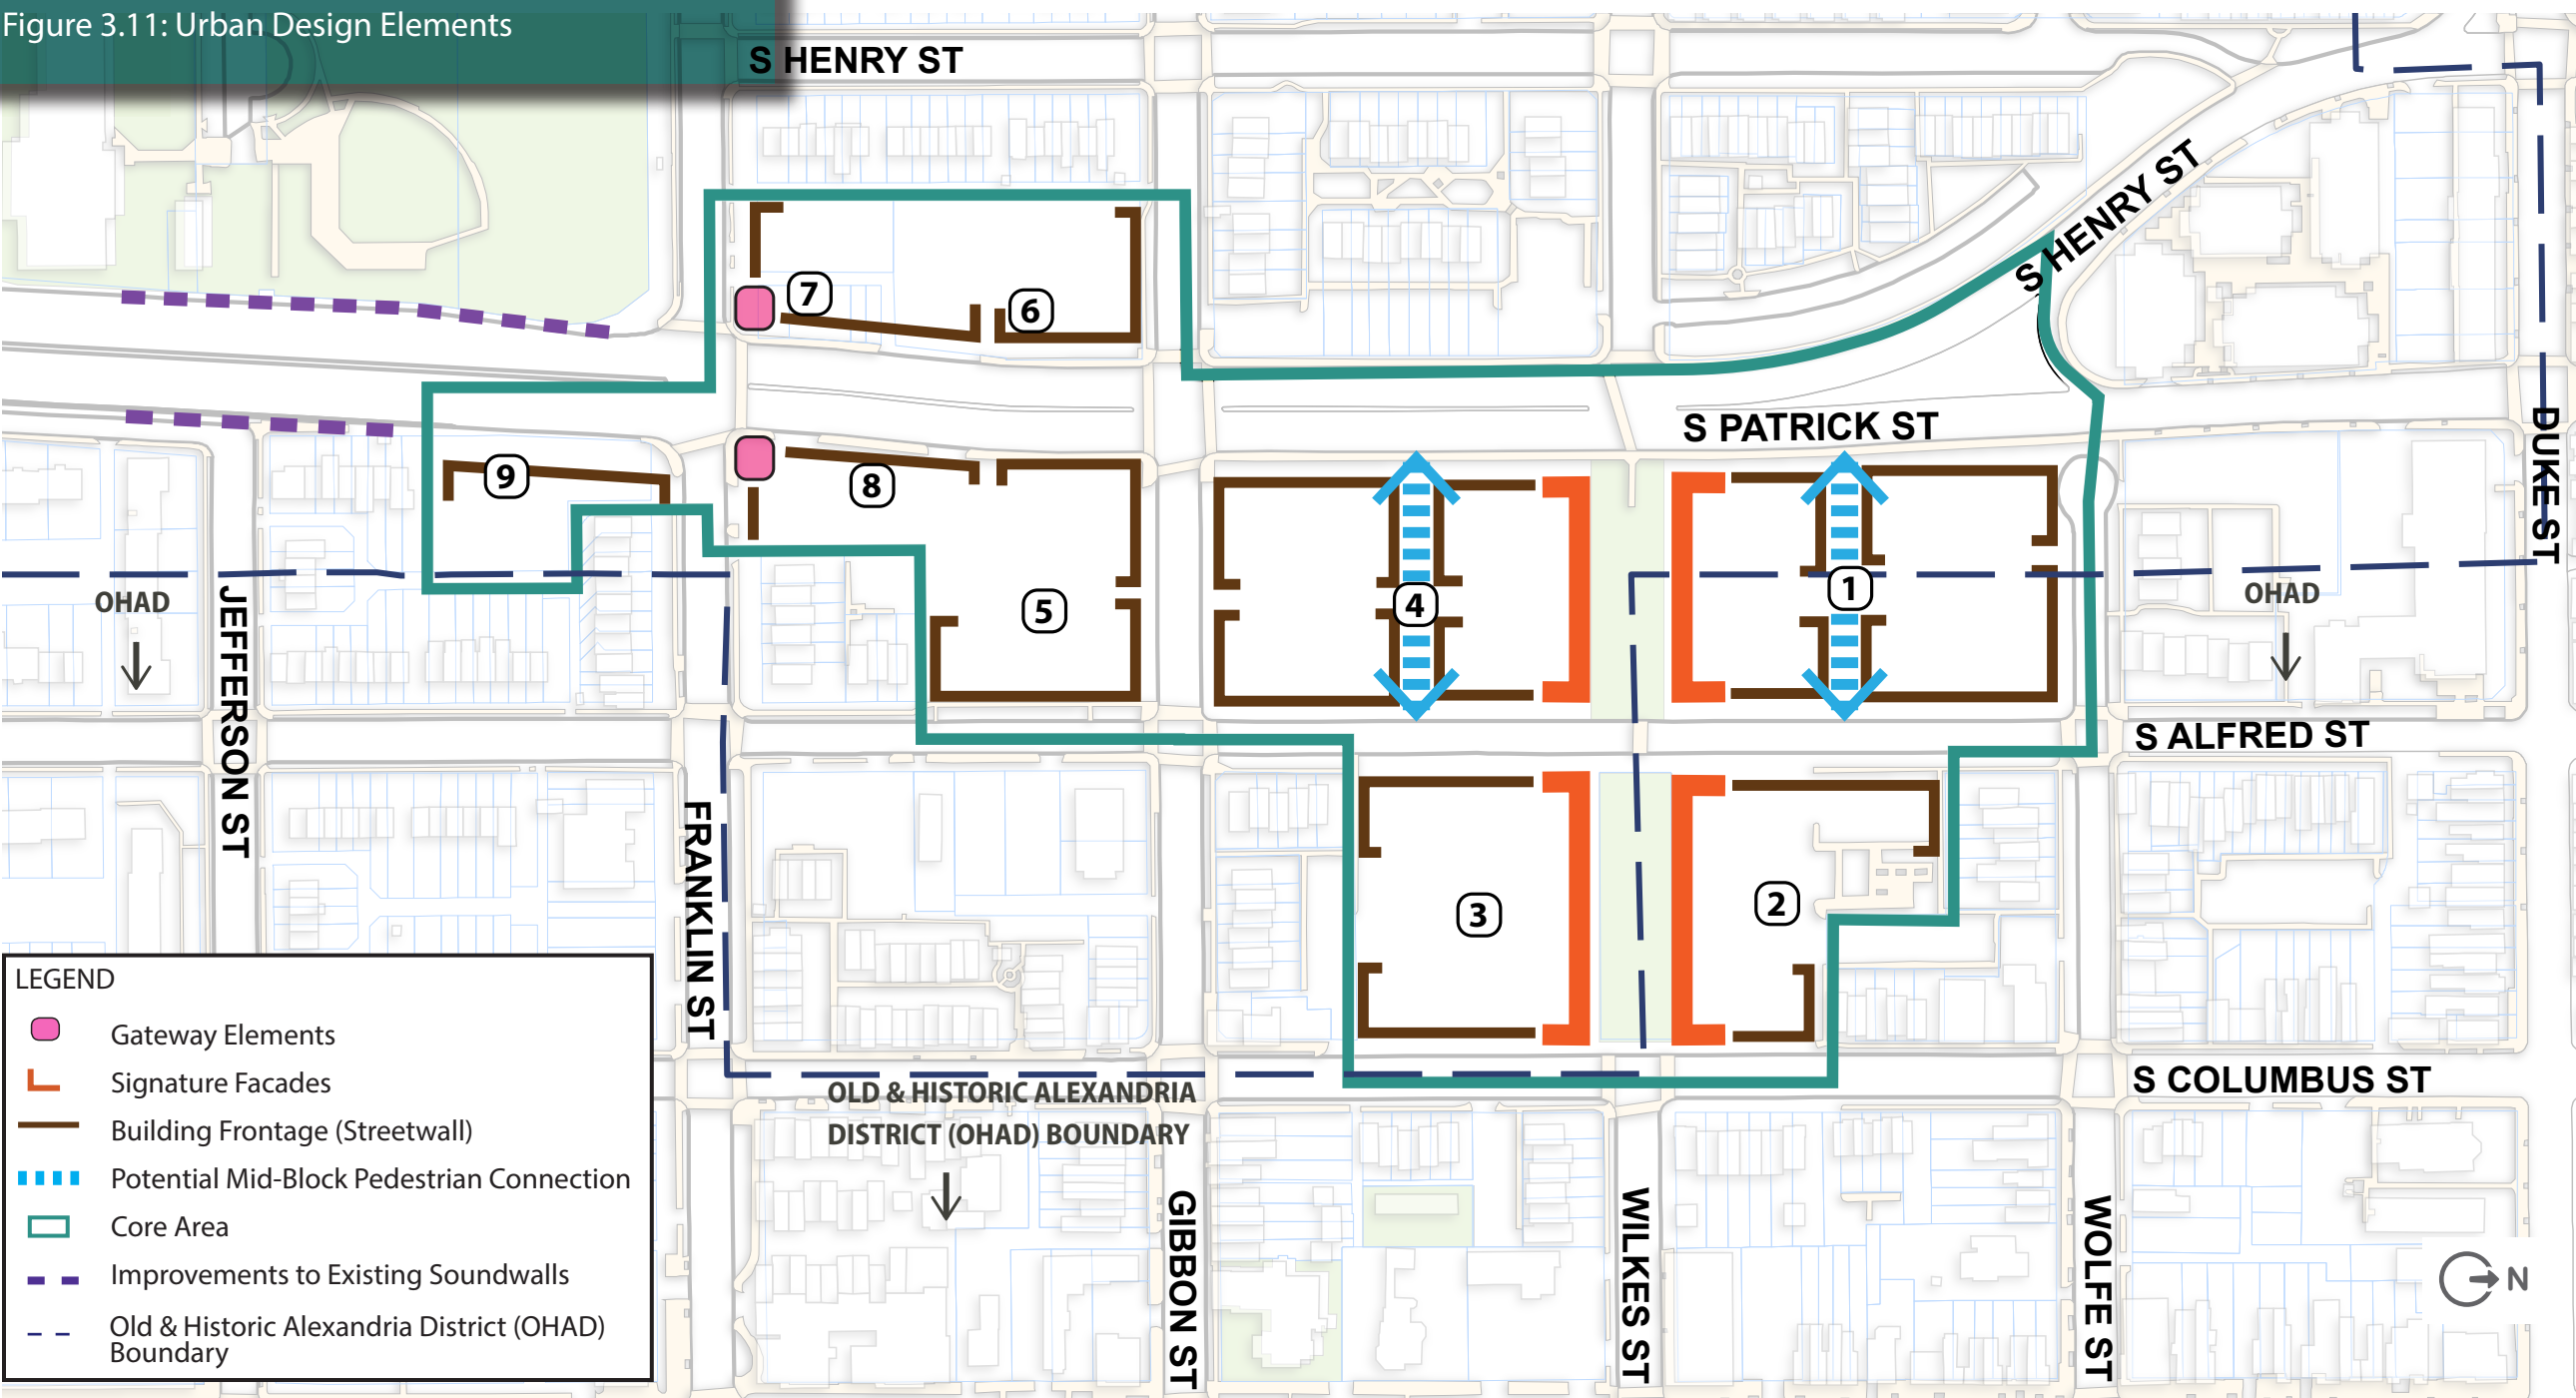 Figure 3.11: Urban Design Elements
S HENRY ST
S HENRY ST
7
6
S PATRICK ST
DUKE ST
9
8
OHAD
JEFFERSON ST
5
4
1
OHAD
S ALFRED ST
FRANKLIN ST
3
2
LEGEND
Gateway Elements
Signature Facades
Building Frontage (Streetwall)
Potential Mid-Block Pedestrian Connection
Core Area
Improvements to Existing Soundwalls
Old & Historic Alexandria District (OHAD)
Boundary
OLD & HISTORIC ALEXANDRIA
DISTRICT (OHAD) BOUNDARY
S COLUMBUS ST
GIBBON ST
WILKES ST
WOLFE ST
N